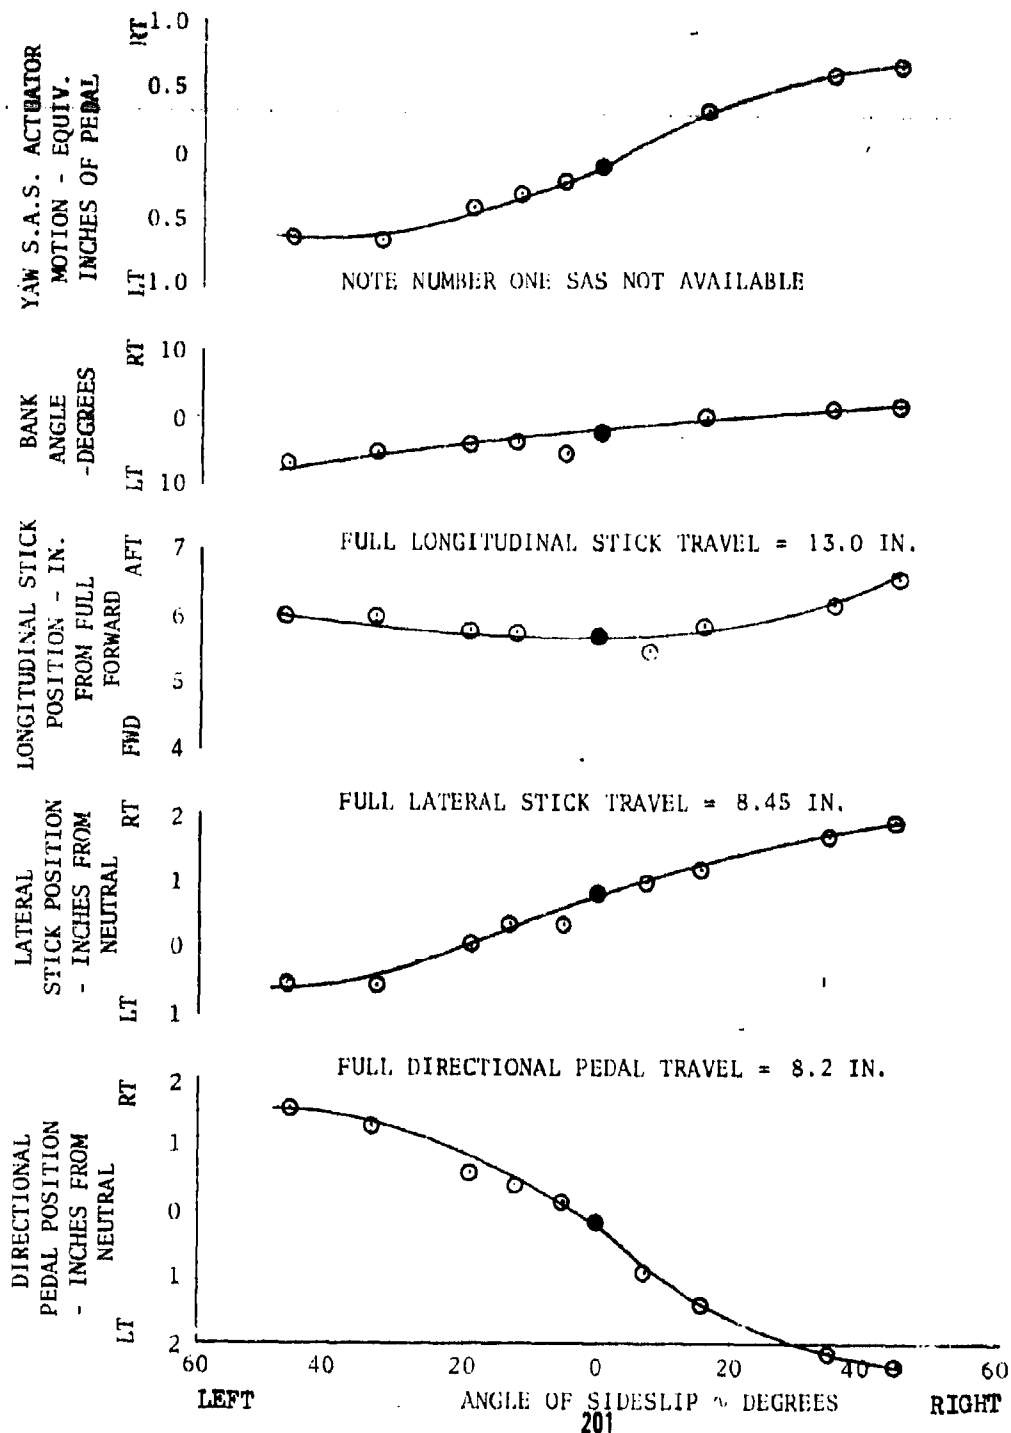 YAW S.A.S. ACTUATOR
MOTION - EQUIV.
INCHES OF PEDAL
RT
1.0
0.5
0
0.5
1.0
LT
NOTE NUMBER ONE SAS NOT AVAILABLE
BANK
ANGLE
-DEGREES
RT
10
0
10
LT
LONGITUDINAL STICK
POSITION - IN.
FROM FULL
FORWARD
AFT
7
6
5
4
FWD
FULL LONGITUDINAL STICK TRAVEL = 13.0 IN.
LATERAL
STICK POSITION
- INCHES FROM
NEUTRAL
RT
2
1
0
1
LT
FULL LATERAL STICK TRAVEL = 8.45 IN.
DIRECTIONAL
PEDAL POSITION
- INCHES FROM
NEUTRAL
RT
2
1
0
1
2
LT
FULL DIRECTIONAL PEDAL TRAVEL = 8.2 IN.
60 40 20 0 20 40 60
LEFT ANGLE OF SIDESLIP ~ DEGREES RIGHT
201